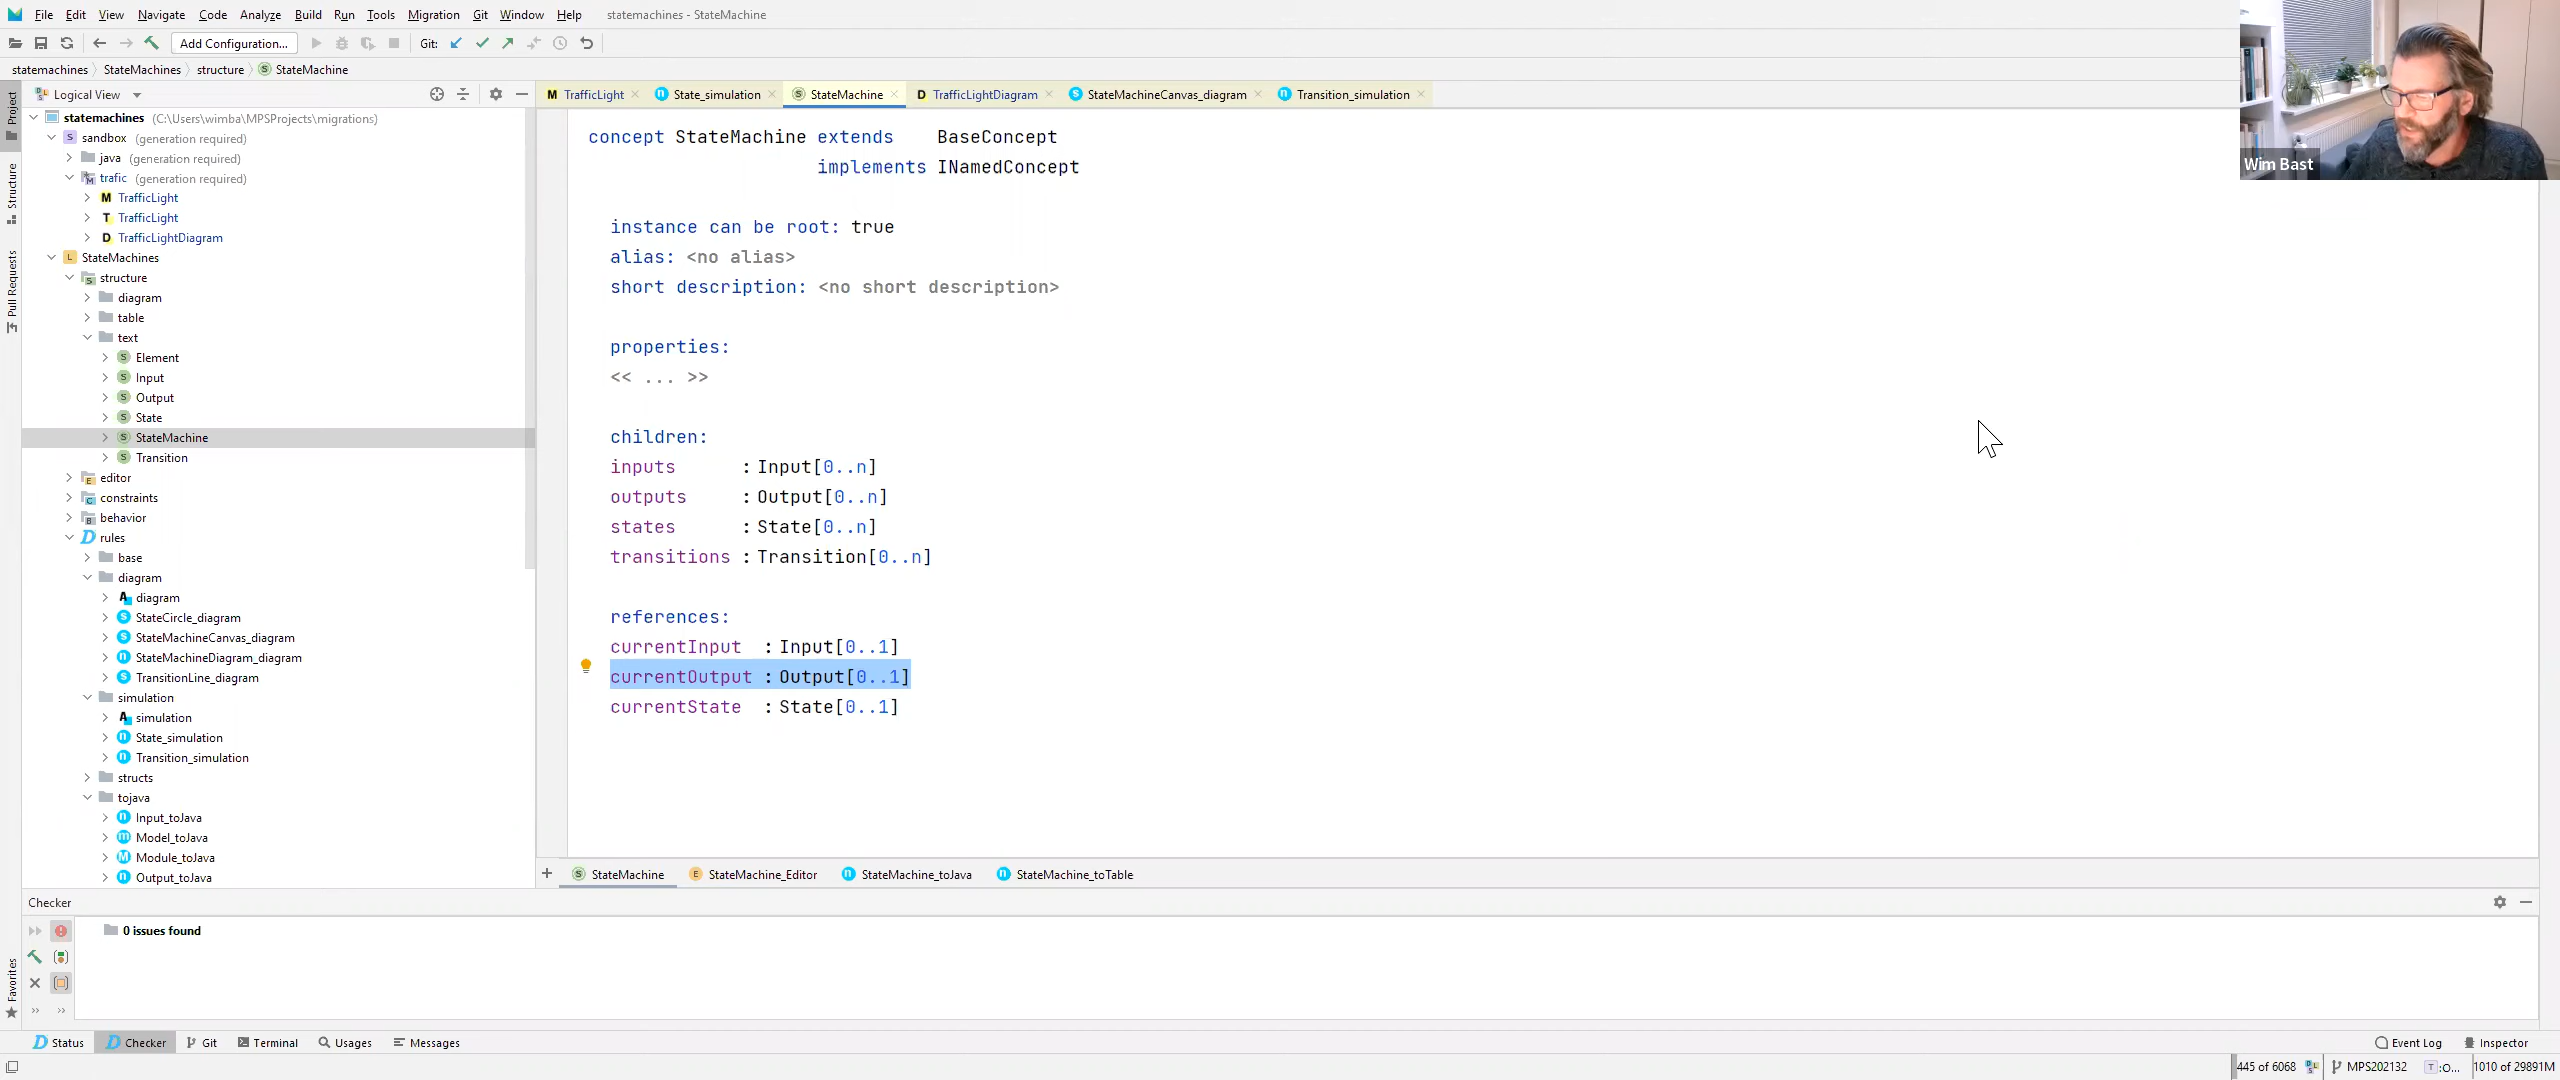 File Edit View Navigate Code Analyze Build Run Tools Migration Git Window Help statemachines - StateMachine
Add Configuration... Git:
statemachines StateMachines structure StateMachine
Wim Bast
Project
Structure
Pull Requests
Favorites
Logical View
statemachines (C:\Users\wimba\MPSProjects\migrations)
sandbox (generation required)
java (generation required)
trafic (generation required)
TrafficLight
TrafficLight
TrafficLightDiagram
StateMachines
structure
diagram
table
text
Element
Input
Output
State
StateMachine
Transition
editor
constraints
behavior
rules
base
diagram
diagram
StateCircle_diagram
StateMachineCanvas_diagram
StateMachineDiagram_diagram
TransitionLine_diagram
simulation
simulation
State_simulation
Transition_simulation
structs
tojava
Input_toJava
Model_toJava
Module_toJava
Output_toJava
TrafficLight State_simulation StateMachine TrafficLightDiagram StateMachineCanvas_diagram Transition_simulation
concept StateMachine extends BaseConcept
implements INamedConcept
instance can be root: true
alias: <no alias>
short description: <no short description>
properties:
<< ... >>
children:
inputs : Input[0..n]
outputs : Output[0..n]
states : State[0..n]
transitions : Transition[0..n]
references:
currentInput : Input[0..1]
currentOutput : Output[0..1]
currentState : State[0..1]
StateMachine StateMachine_Editor StateMachine_toJava StateMachine_toTable
Checker
0 issues found
Status Checker Git Terminal Usages Messages Event Log Inspector
445 of 6068 MPS202132 T :O... 1010 of 29891M